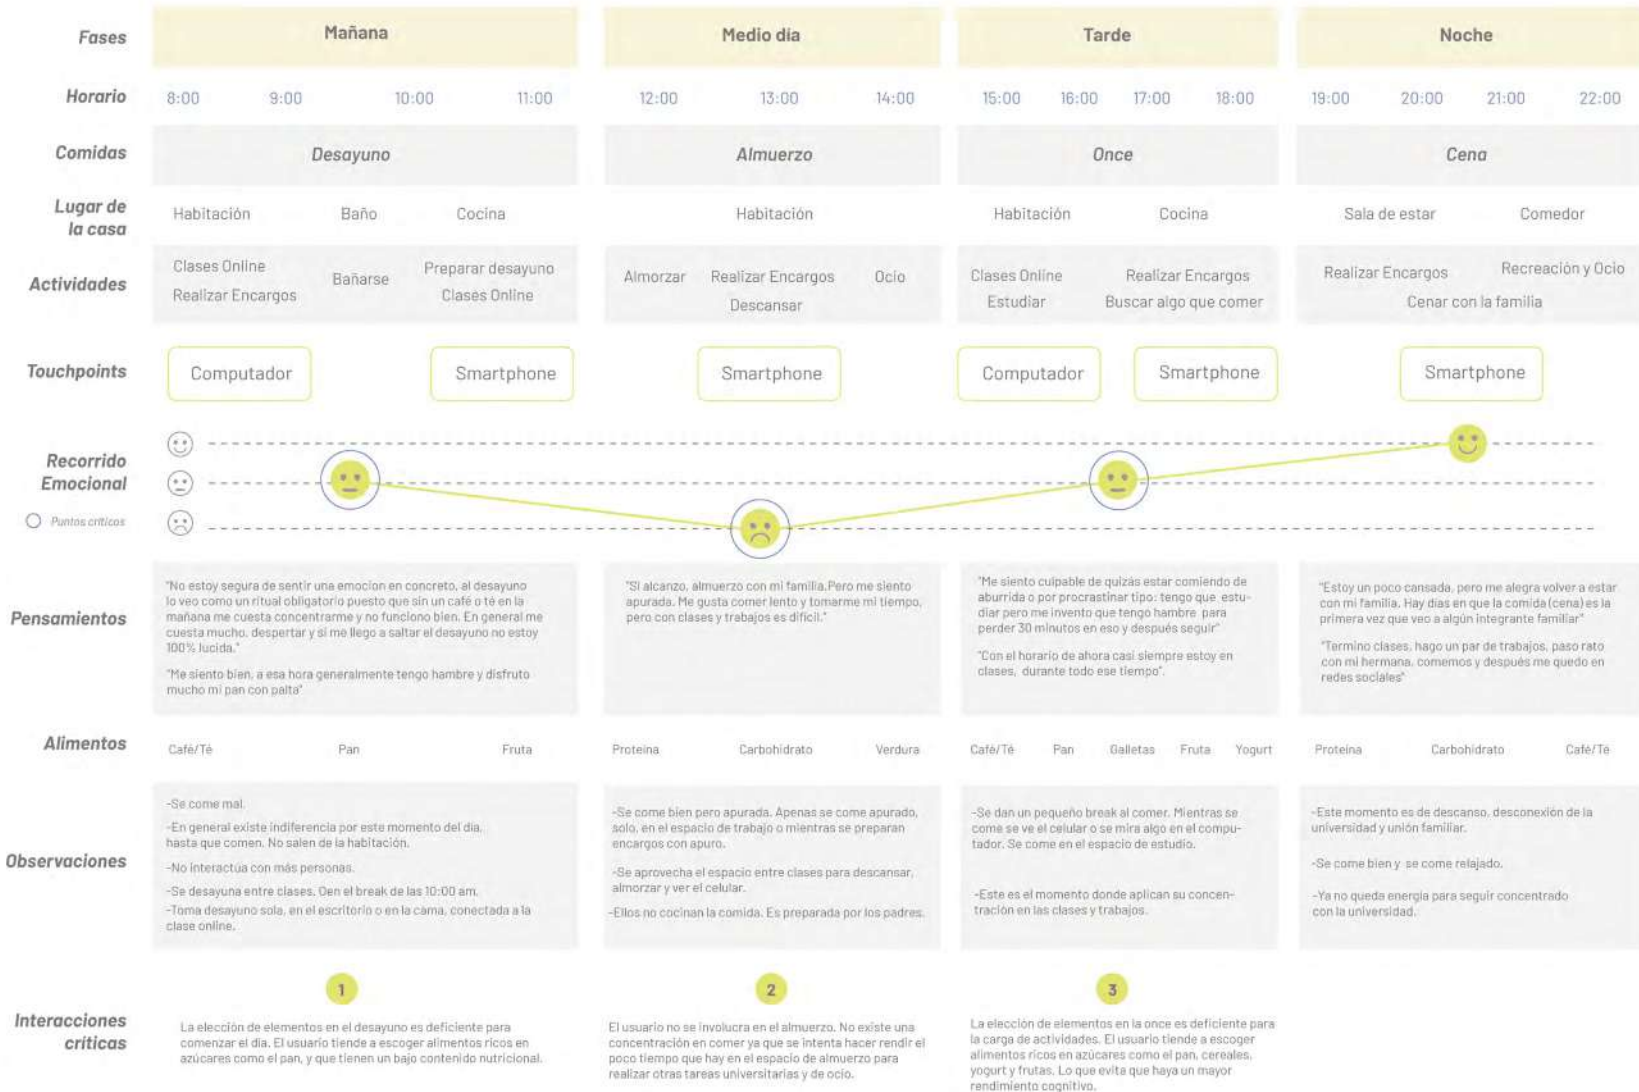 Fases
Mañana
Medio día
Tarde
Noche
Horario
8:00 9:00 10:00 11:00
12:00 13:00 14:00
15:00 16:00 17:00 18:00
19:00 20:00 21:00 22:00
Comidas
Desayuno
Almuerzo
Once
Cena
Lugar de
la casa
Habitación Baño Cocina
Habitación
Habitación Cocina
Sala de estar Comedor
Actividades
Clases Online
Realizar Encargos
Bañarse
Preparar desayuno
Clases Online
Almorzar
Realizar Encargos
Descansar
Ocio
Clases Online
Estudiar
Realizar Encargos
Buscar algo que comer
Realizar Encargos
Recreación y Ocio
Cenar con la familia
Touchpoints
Computador
Smartphone
Smartphone
Computador
Smartphone
Smartphone
Recorrido
Emocional
Puntos críticos
Pensamientos
"No estoy segura de sentir una emocion en concreto, al desayuno
lo veo como un ritual obligatorio puesto que sin un café o té en la
mañana me cuesta concentrarme y no funciono bien. En general me
cuesta mucho, despertar y si me llego a saltar el desayuno no estoy
100% lucida."
"Me siento bien, a esa hora generalmente tengo hambre y disfruto
mucho mi pan con palta"
"Si alcanzo, almuerzo con mi familia.Pero me siento
apurada. Me gusta comer lento y tomarme mi tiempo,
pero con clases y trabajos es difícil."
"Me siento culpable de quizás estar comiendo de
aburrida o por procrastinar tipo: tengo que estu-
diar pero me invento que tengo hambre para
perder 30 minutos en eso y después seguir"
"Con el horario de ahora casi siempre estoy en
clases, durante todo ese tiempo".
"Estoy un poco cansada, pero me alegra volver a estar
con mi familia. Hay días en que la comida (cena) es la
primera vez que veo a algún integrante familiar"
"Termino clases, hago un par de trabajos, paso rato
con mi hermana, comemos y después me quedo en
redes sociales"
Alimentos
Café/Té Pan Fruta
Proteína Carbohidrato Verdura
Café/Té Pan Galletas Fruta Yogurt
Proteína Carbohidrato Café/Té
Observaciones
-Se come mal.
-En general existe indiferencia por este momento del día,
hasta que comen. No salen de la habitación.
-No interactúa con más personas.
-Se desayuna entre clases. Oen el break de las 10:00 am.
-Toma desayuno sola, en el escritorio o en la cama, conectada a la
clase online.
-Se come bien pero apurada. Apenas se come apurado,
solo, en el espacio de trabajo o mientras se preparan
encargos con apuro.
-Se aprovecha el espacio entre clases para descansar,
almorzar y ver el celular.
-Ellos no cocinan la comida. Es preparada por los padres.
-Se dan un pequeño break al comer. Mientras se
come se ve el celular o se mira algo en el compu-
tador. Se come en el espacio de estudio.
-Este es el momento donde aplican su concen-
tración en las clases y trabajos.
-Este momento es de descanso, desconexión de la
universidad y unión familiar.
-Se come bien y se come relajado.
-Ya no queda energía para seguir concentrado
con la universidad.
Interacciones
críticas
1
La elección de elementos en el desayuno es deficiente para
comenzar el día. El usuario tiende a escoger alimentos ricos en
azúcares como el pan, y que tienen un bajo contenido nutricional.
2
El usuario no se involucra en el almuerzo. No existe una
concentración en comer ya que se intenta hacer rendir el
poco tiempo que hay en el espacio de almuerzo para
realizar otras tareas universitarias y de ocio.
3
La elección de elementos en la once es deficiente para
la carga de actividades. El usuario tiende a escoger
alimentos ricos en azúcares como el pan, cereales,
yogurt y frutas. Lo que evita que haya un mayor
rendimiento cognitivo.